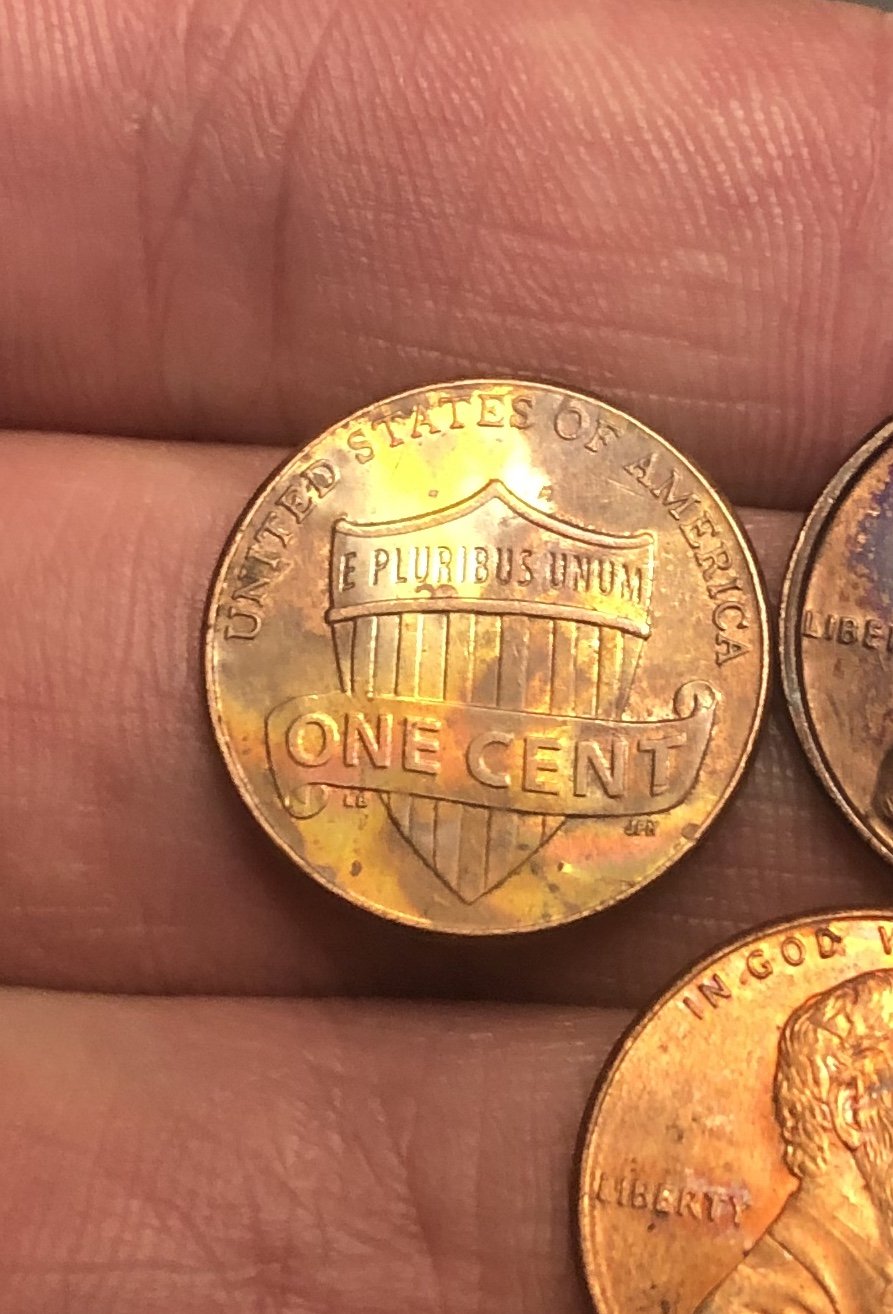 UNITED STATES OF AMERICA
E PLURIBUS UNUM
ONE CENT
LB
JFM
LIBE
IN GOD
LIBERTY